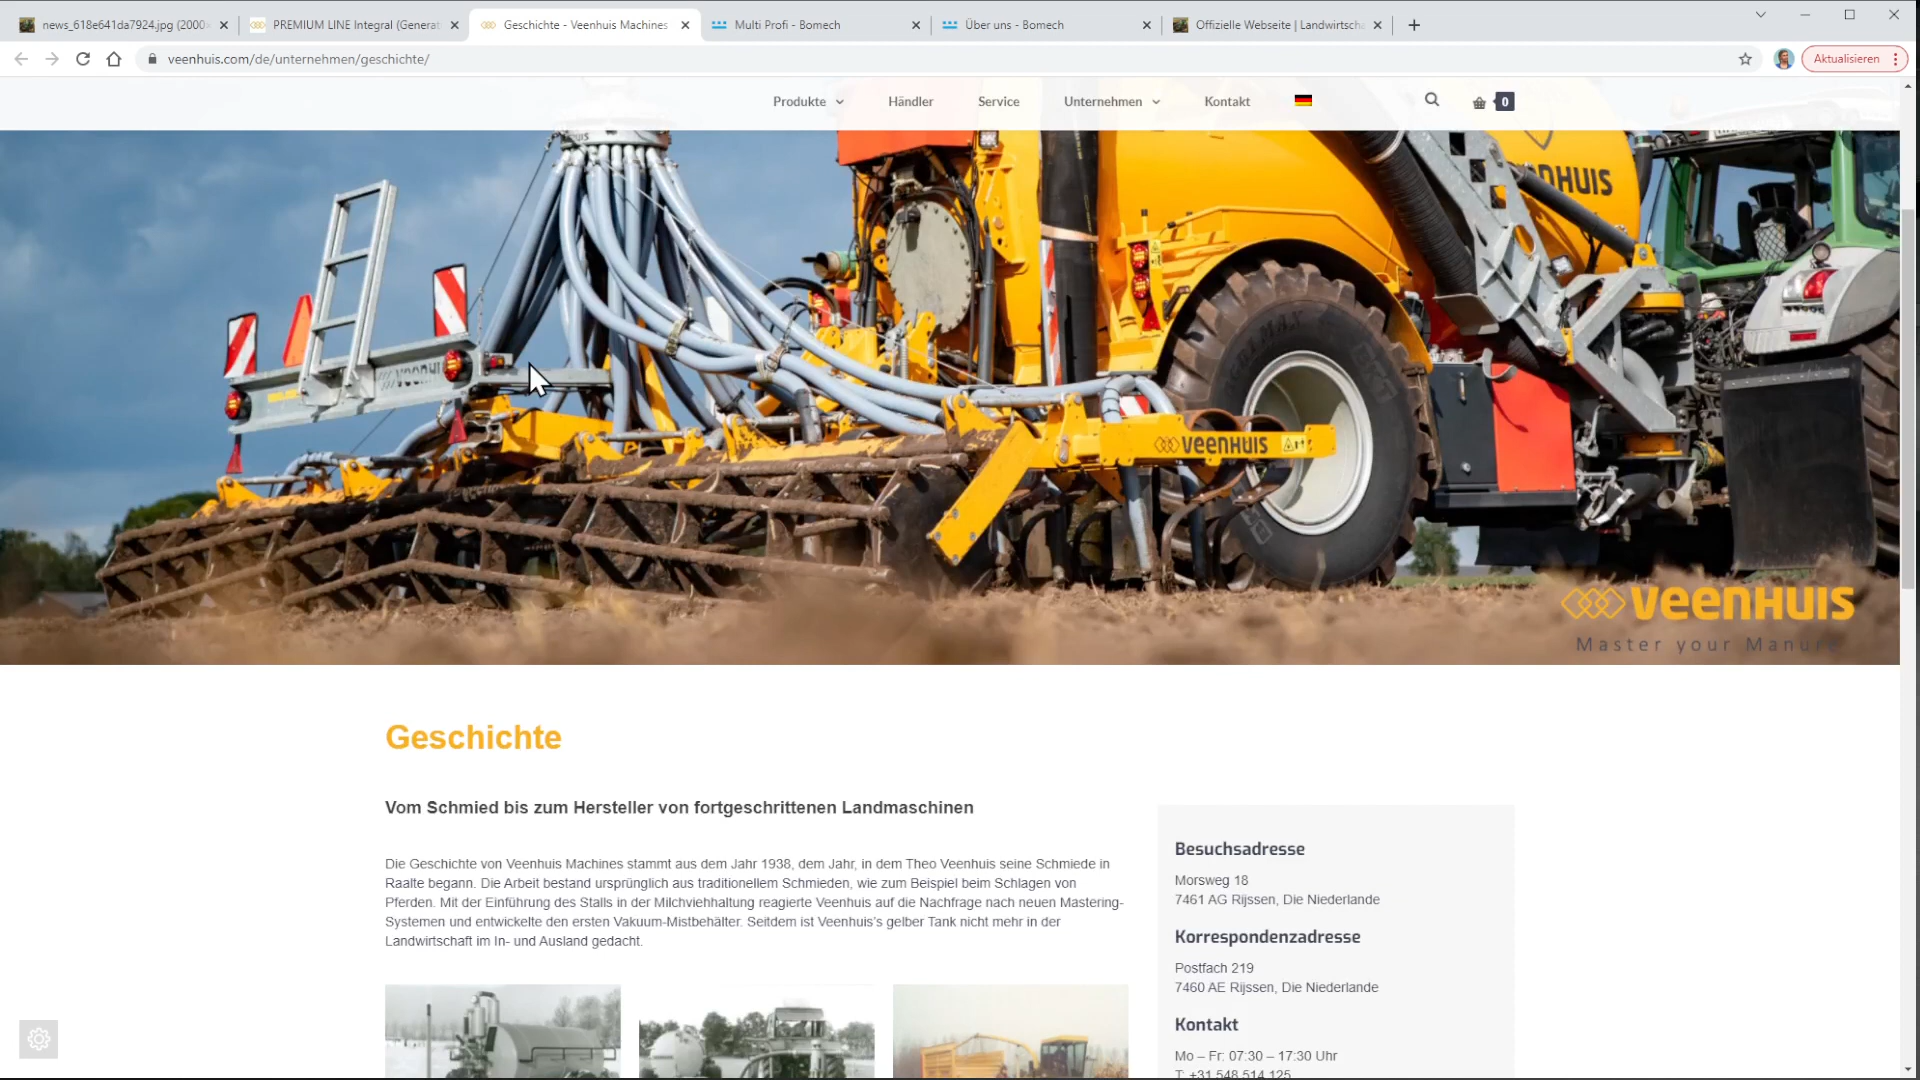 news_618e641da7924.jpg (2000
PREMIUM LINE Integral (Generat
Geschichte - Veenhuis Machines
Multi Profi - Bomech
Über uns - Bomech
Offizielle Webseite | Landwirtscha
veenhuis.com/de/unternehmen/geschichte/
Aktualisieren
Produkte
Händler
Service
Unternehmen
Kontakt
0
VEENHUIS
Veenhuis
Master your Manure
Geschichte
Vom Schmied bis zum Hersteller von fortgeschrittenen Landmaschinen
Die Geschichte von Veenhuis Machines stammt aus dem Jahr 1938, dem Jahr, in dem Theo Veenhuis seine Schmiede in
Raalte begann. Die Arbeit bestand ursprünglich aus traditionellem Schmieden, wie zum Beispiel beim Schlagen von
Pferden. Mit der Einführung des Stalls in der Milchviehhaltung reagierte Veenhuis auf die Nachfrage nach neuen Mastering-
Systemen und entwickelte den ersten Vakuum-Mistbehälter. Seitdem ist Veenhuis's gelber Tank nicht mehr in der
Landwirtschaft im In- und Ausland gedacht.
Besuchsadresse
Morsweg 18
7461 AG Rijssen, Die Niederlande
Korrespondenzadresse
Postfach 219
7460 AE Rijssen, Die Niederlande
Kontakt
Mo – Fr: 07:30 – 17:30 Uhr
T: +31 548 514 125